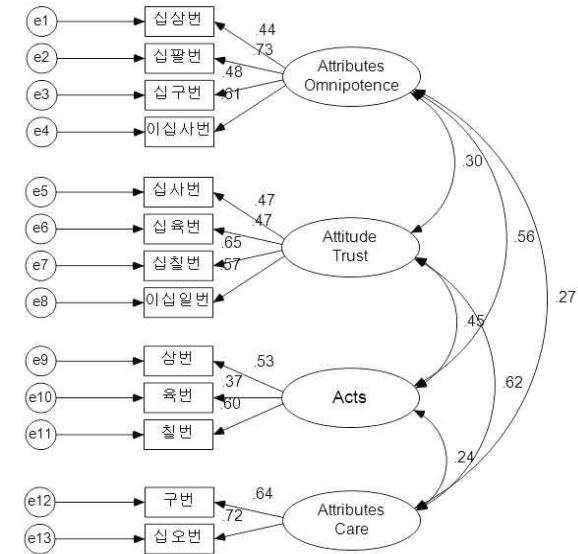 e1
십삼번
.44
e2
십팔번
.73
Attributes
Omnipotence
.48
e3
십구번
.61
e4
이십사번
.30
e5
십사번
.47
e6
십육번
.47
Attitude
Trust
.56
.65
e7
십칠번
.57
e8
이십일번
.27
.45
e9
삼번
.53
.37
.62
e10
육번
Acts
.60
e11
칠번
.24
e12
구번
.64
Attributes
Care
.72
e13
십오번